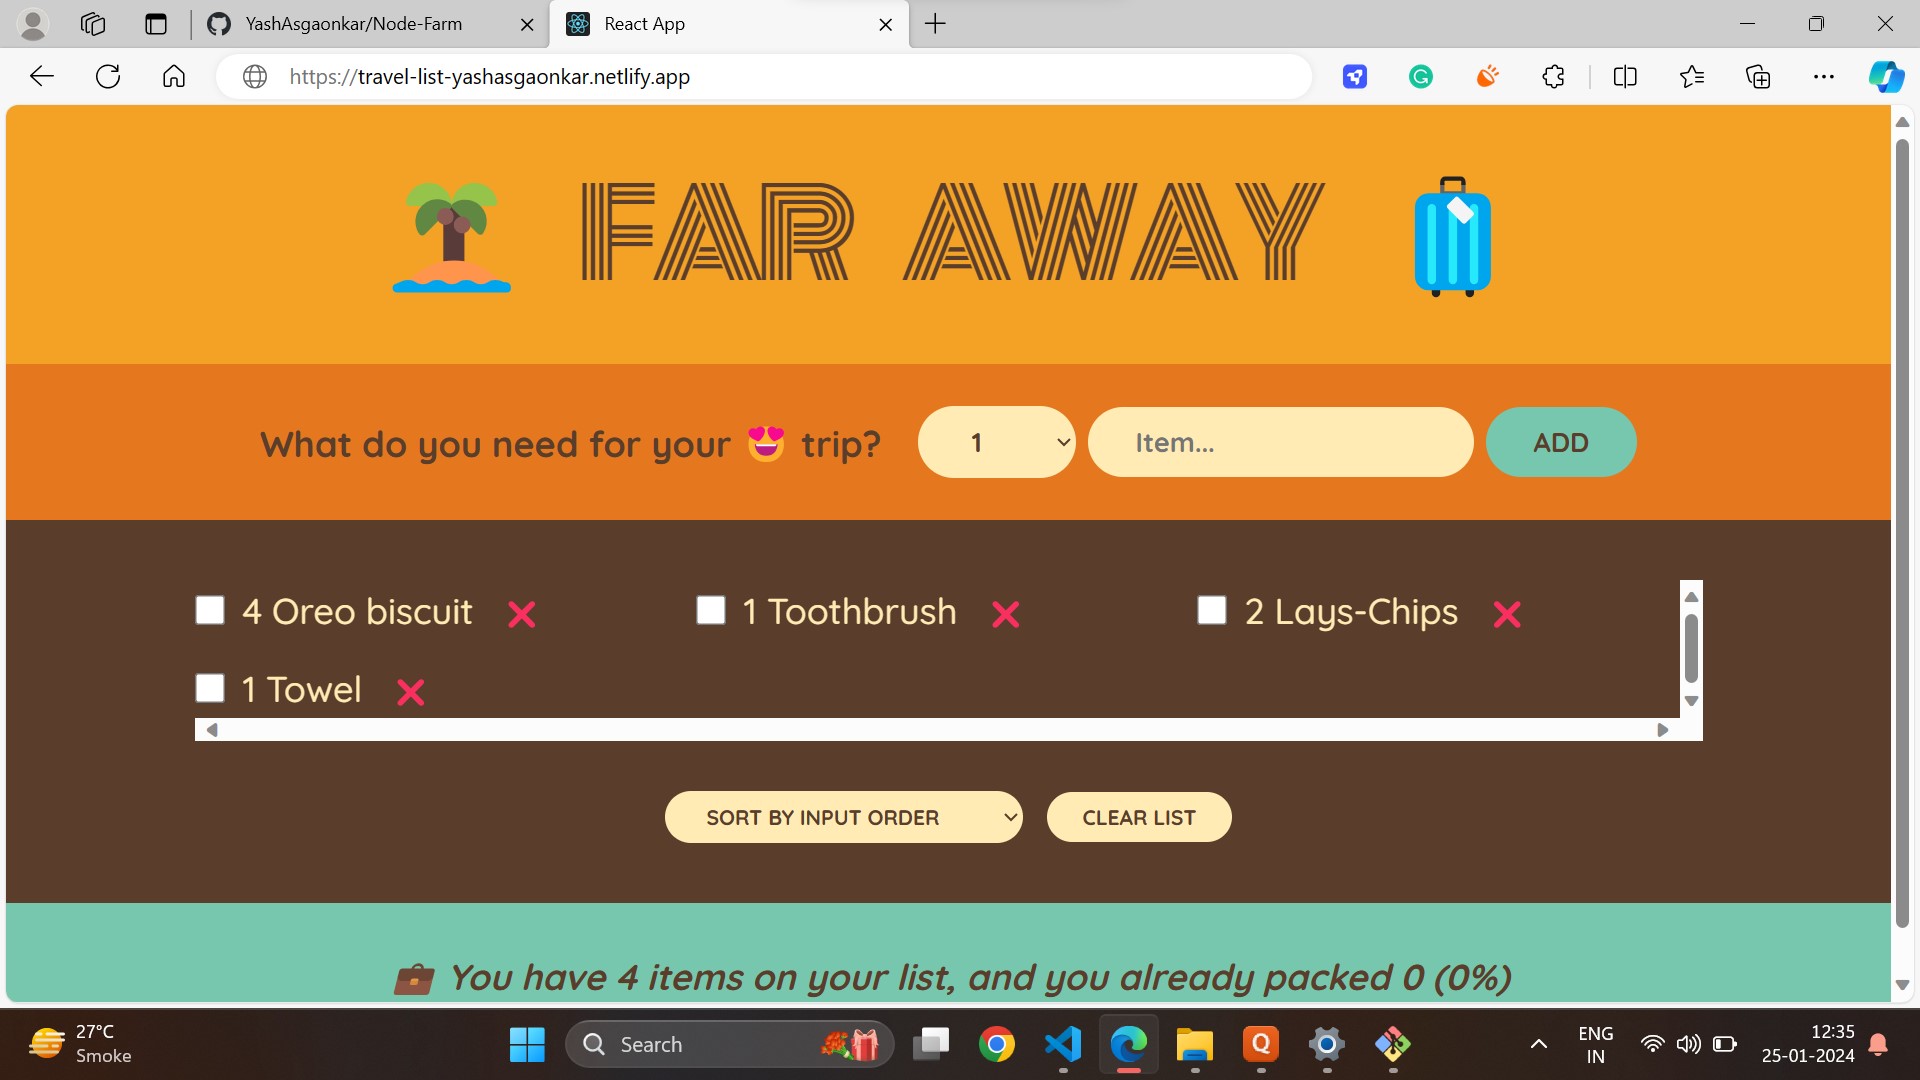 YashAsgaonkar/Node-Farm
React App
https://travel-list-yashasgaonkar.netlify.app
FAR AWAY
What do you need for your 😍 trip?
1
Item...
ADD
4 Oreo biscuit ❌
1 Toothbrush ❌
2 Lays-Chips ❌
1 Towel ❌
SORT BY INPUT ORDER
CLEAR LIST
💼 You have 4 items on your list, and you already packed 0 (0%)
27°C
Smoke
Search
Q
ENG
IN
12:35
25-01-2024